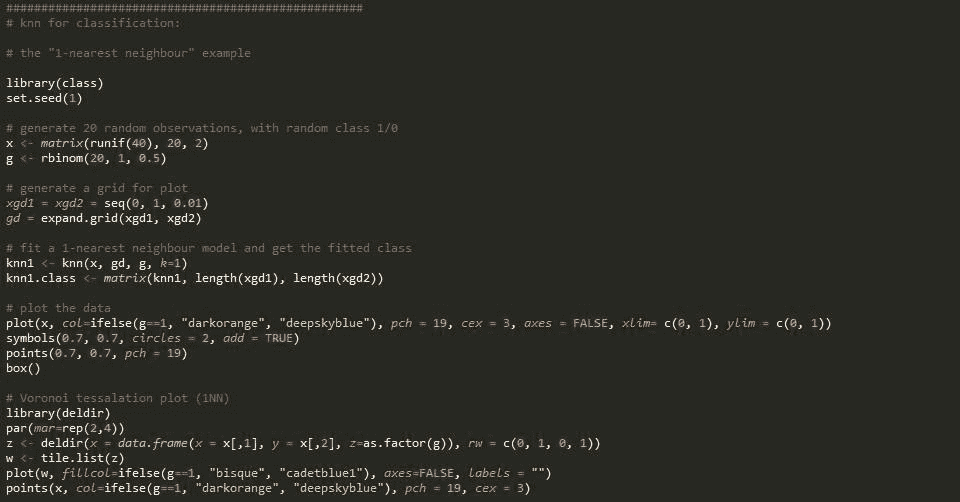 ###################################################
# knn for classification:
# the "1-nearest neighbour" example
library(class)
set.seed(1)
# generate 20 random observations, with random class 1/0
x <- matrix(runif(40), 20, 2)
g <- rbinom(20, 1, 0.5)
# generate a grid for plot
xgd1 = xgd2 = seq(0, 1, 0.01)
gd = expand.grid(xgd1, xgd2)
# fit a 1-nearest neighbour model and get the fitted class
knn1 <- knn(x, gd, g, k=1)
knn1.class <- matrix(knn1, length(xgd1), length(xgd2))
# plot the data
plot(x, col=ifelse(g==1, "darkorange", "deepskyblue"), pch = 19, cex = 3, axes = FALSE, xlim= c(0, 1), ylim = c(0, 1))
symbols(0.7, 0.7, circles = 2, add = TRUE)
points(0.7, 0.7, pch = 19)
box()
# Voronoi tessalation plot (1NN)
library(deldir)
par(mar=rep(2,4))
z <- deldir(x = data.frame(x = x[,1], y = x[,2], z=as.factor(g)), rw = c(0, 1, 0, 1))
w <- tile.list(z)
plot(w, fillcol=ifelse(g==1, "bisque", "cadetblue1"), axes=FALSE, labels = "")
points(x, col=ifelse(g==1, "darkorange", "deepskyblue"), pch = 19, cex = 3)